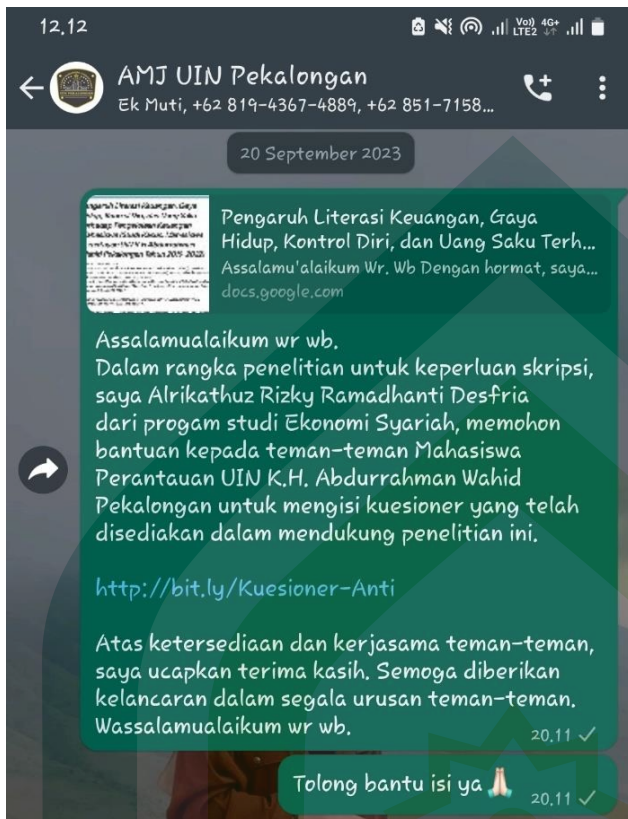 12.12
Vo)) 4G+
LTE2
AMJ UIN Pekalongan
Ek Muti, +62 819-4367-4889, +62 851-7158...
20 September 2023
Pengaruh Literasi Keuangan, Gaya
Hidup, Kontrol Diri, dan Uang Saku Terh...
Assalamu'alaikum Wr. Wb Dengan hormat, saya...
docs.google.com
Assalamualaikum wr wb.
Dalam rangka penelitian untuk keperluan skripsi,
saya Alrikathuz Rizky Ramadhanti Desfria
dari progam studi Ekonomi Syariah, memohon
bantuan kepada teman-teman Mahasiswa
Perantauan UIN K.H. Abdurrahman Wahid
Pekalongan untuk mengisi kuesioner yang telah
disediakan dalam mendukung penelitian ini.
http://bit.ly/Kuesioner-Anti
Atas ketersediaan dan kerjasama teman-teman,
saya ucapkan terima kasih. Semoga diberikan
kelancaran dalam segala urusan teman-teman.
Wassalamualaikum wr wb.
20.11
Tolong bantu isi ya 🙏🏻
20.11